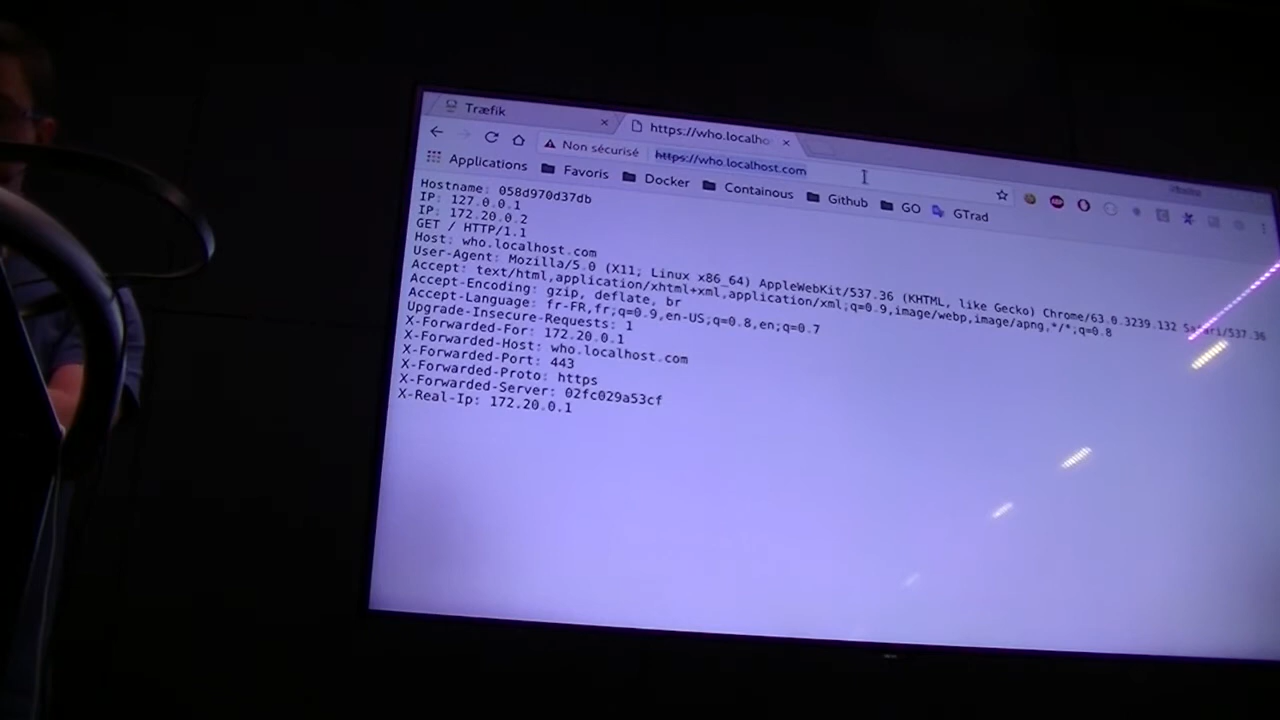 Træfik
https://who.localho
Non sécurisé https://who.localhost.com
Applications Favoris Docker Containous Github GO GTrad
Hostname: 058d970d37db
IP: 127.0.0.1
IP: 172.20.0.2
GET / HTTP/1.1
Host: who.localhost.com
User-Agent: Mozilla/5.0 (X11; Linux x86_64) AppleWebKit/537.36 (KHTML, like Gecko) Chrome/63.0.3239.132 Safari/537.36
Accept: text/html,application/xhtml+xml,application/xml;q=0.9,image/webp,image/apng,*/*;q=0.8
Accept-Encoding: gzip, deflate, br
Accept-Language: fr-FR,fr;q=0.9,en-US;q=0.8,en;q=0.7
Upgrade-Insecure-Requests: 1
X-Forwarded-For: 172.20.0.1
X-Forwarded-Host: who.localhost.com
X-Forwarded-Port: 443
X-Forwarded-Proto: https
X-Forwarded-Server: 02fc029a53cf
X-Real-Ip: 172.20.0.1